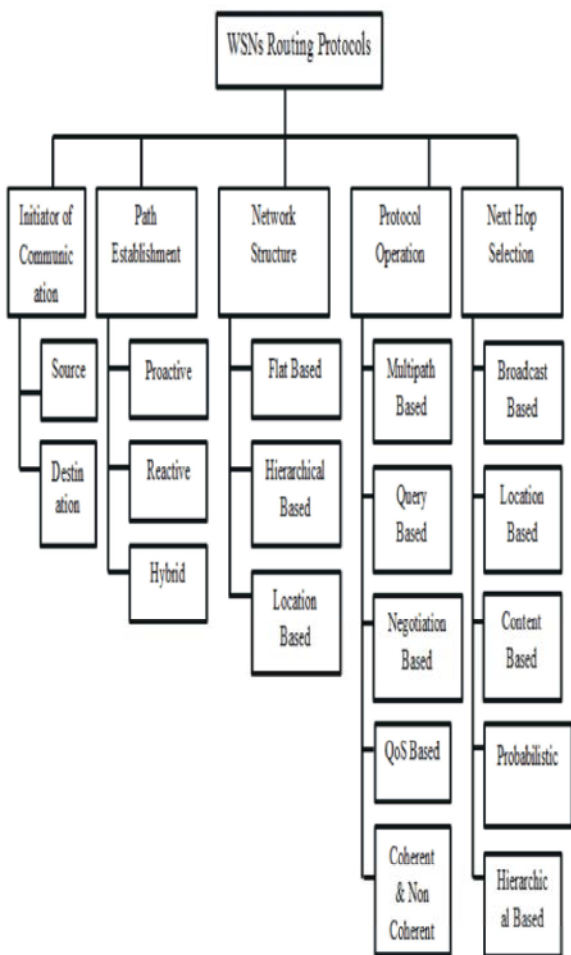 WSNs Routing Protocols
Initiator of
Communic
ation
Path
Establishment
Network
Structure
Protocol
Operation
Next Hop
Selection
Source
Destin
ation
Proactive
Reactive
Hybrid
Flat Based
Hierarchical
Based
Location
Based
Multipath
Based
Query
Based
Negotiation
Based
QoS Based
Coherent
& Non
Coherent
Broadcast
Based
Location
Based
Content
Based
Probabilistic
Hierarchic
al Based